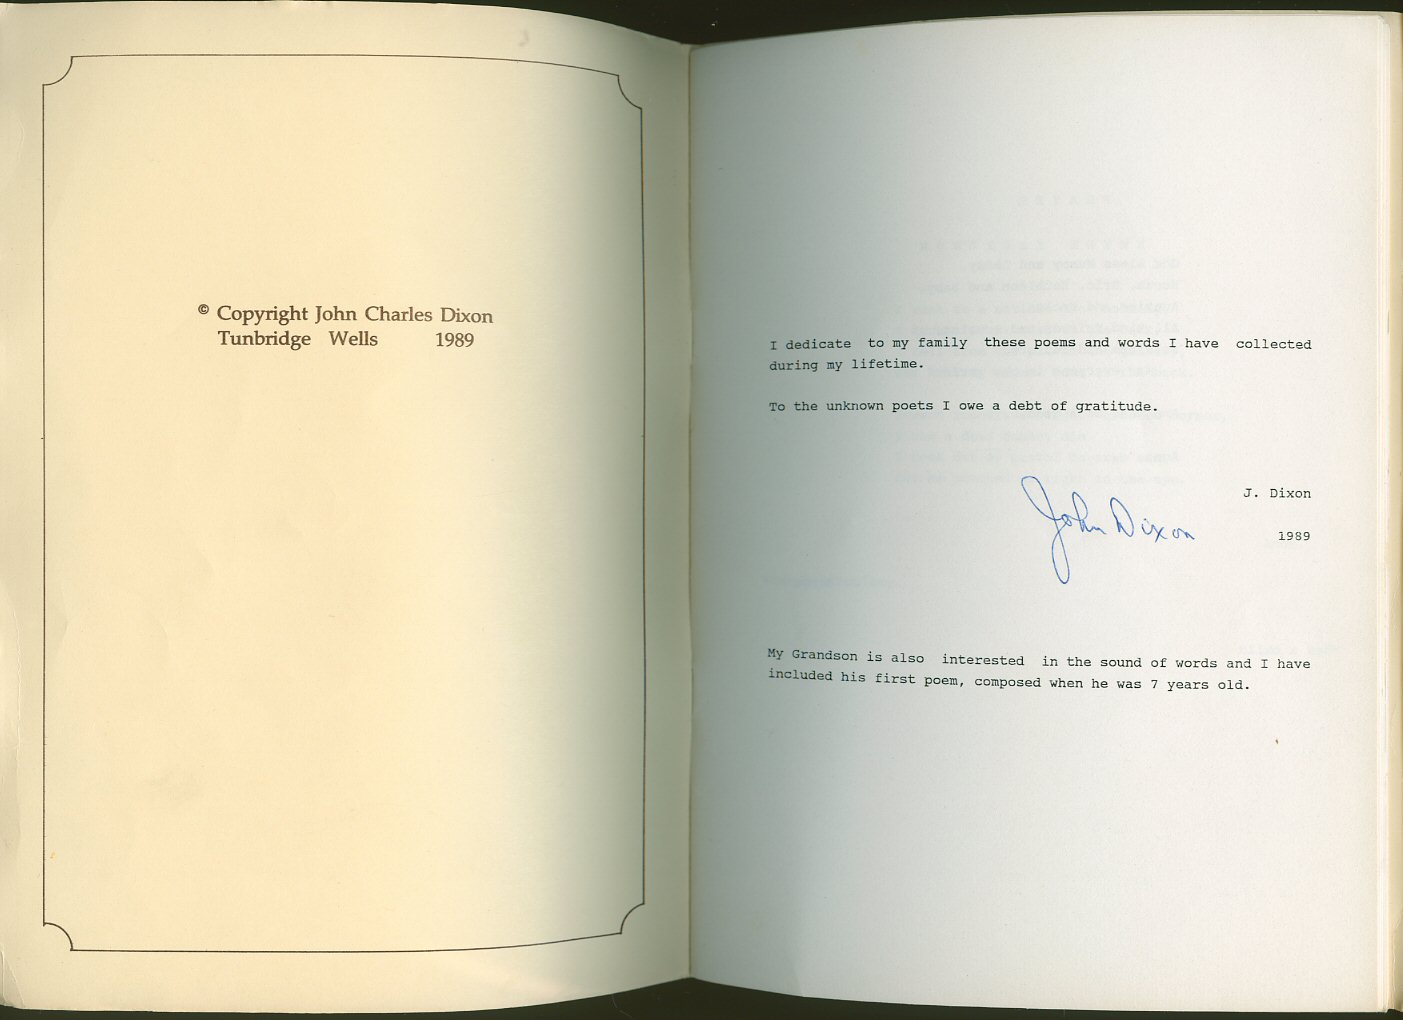 © Copyright John Charles Dixon
Tunbridge Wells 1989
I dedicate to my family these poems and words I have collected
during my lifetime.
To the unknown poets I owe a debt of gratitude.
J. Dixon
John Dixon
1989
My Grandson is also interested in the sound of words and I have
included his first poem, composed when he was 7 years old.